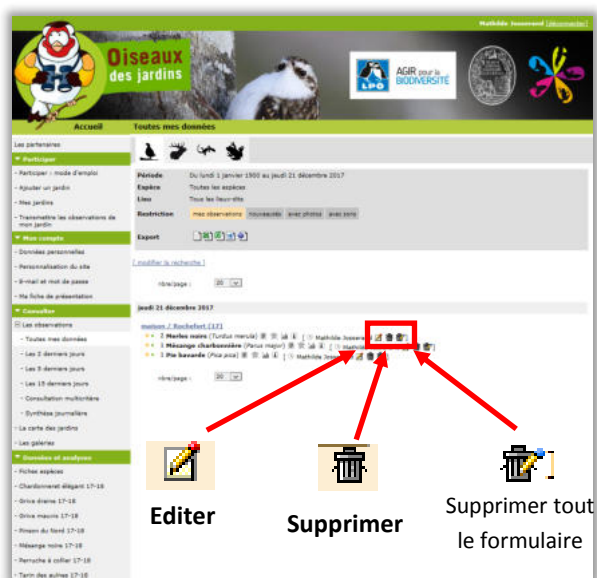 Mathilde Josserand [déconnecter]
Oiseaux
des jardins
LPO
AGIR pour la
BIODIVERSITÉ
Accueil
Toutes mes données
Les partenaires
Participer
- Participer : mode d'emploi
- Ajouter un jardin
- Mes jardins
- Transmettre les observations de
mon jardin
Mon compte
- Données personnelles
- Personnalisation du site
- E-mail et mot de passe
- Ma fiche de présentation
Consulter
Les observations
- Toutes mes données
- Les 2 derniers jours
- Les 5 derniers jours
- Les 15 derniers jours
- Consultation multicritère
- Synthèse journalière
- La carte des jardins
- Les galeries
Données et analyses
- Fiches espèces
- Chardonneret élégant 17-18
- Grive draine 17-18
- Grive mauvis 17-18
- Pinson du Nord 17-18
- Mésange noire 17-18
- Perruche à collier 17-18
- Tarin des aulnes 17-18
Période Du lundi 1 janvier 1900 au jeudi 21 décembre 2017
Espèce Toutes les espèces
Lieu Tous les lieux-dits
Restriction mes observations nouveautés avec photos avec sons
Export
[ modifier la recherche ]
nbre/page : 20
jeudi 21 décembre 2017
maison / Rochefort (17)
2 Merles noirs (Turdus merula) [ Mathilde Josserand ]
1 Mésange charbonnière (Parus major) [ Mathilde
1 Pie bavarde (Pica pica) [ Mathilde Josserand ]
nbre/page : 20
Editer
Supprimer
Supprimer tout
le formulaire